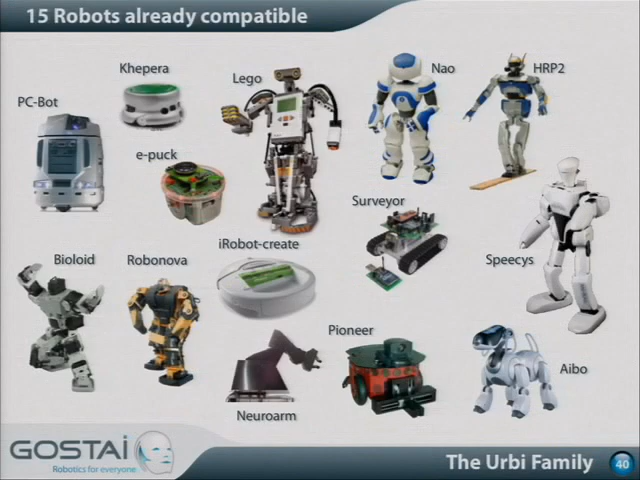 15 Robots already compatible
Khepera
Lego
Nao
HRP2
PC-Bot
e-puck
Surveyor
iRobot-create
Bioloid
Robonova
Speecys
Pioneer
Aibo
Neuroarm
GOSTAI
Robotics for everyone
The Urbi Family
40